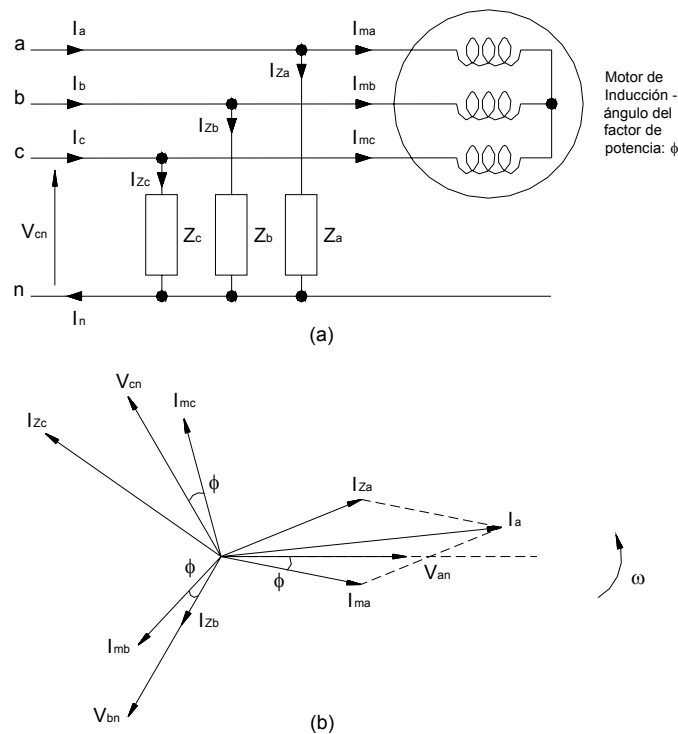 a
Ia
Ima
IZa
b
Ib
Imb
IZb
c
Ic
Imc
IZc
Motor de
Inducción -
ángulo del
factor de
potencia: ϕ
Vcn
Zc
Zb
Za
n
In
(a)
Vcn
Imc
IZc
ϕ
IZa
Ia
ϕ
ϕ
Van
Ima
ω
IZb
Imb
Vbn
(b)